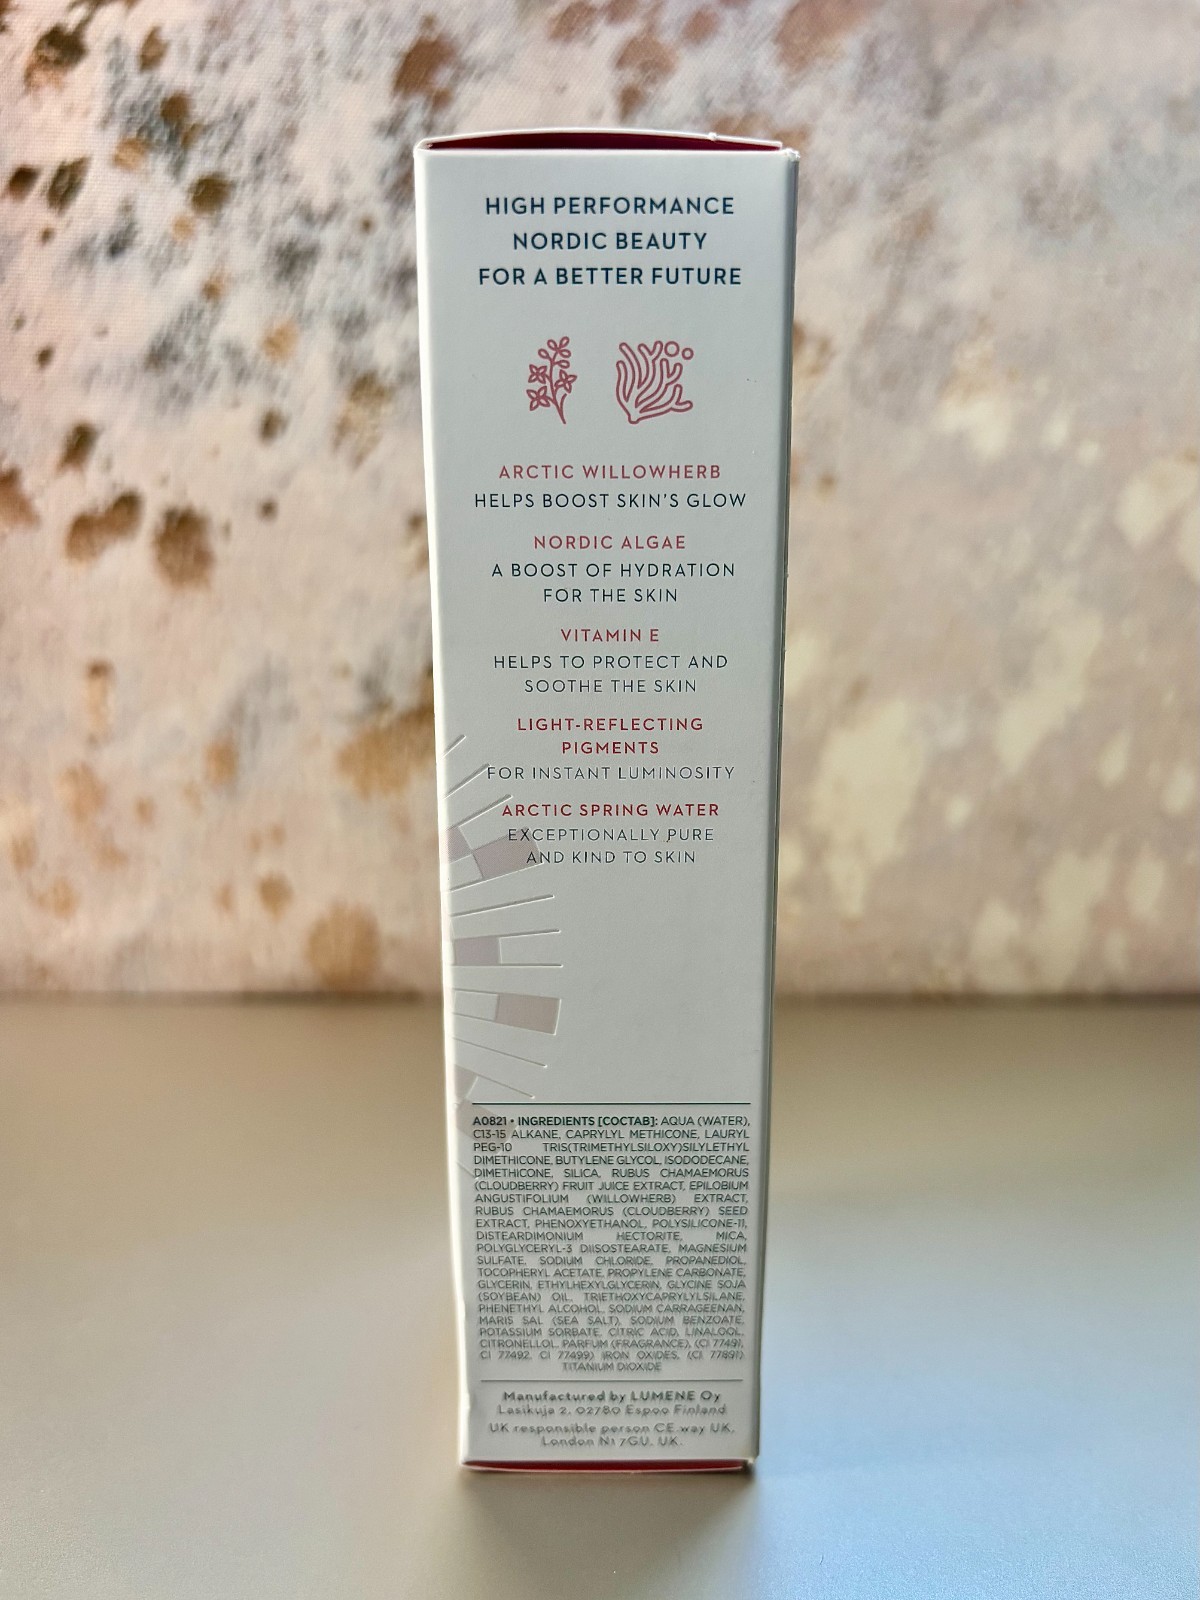 HIGH PERFORMANCE
NORDIC BEAUTY
FOR A BETTER FUTURE
ARCTIC WILLOWHERB
HELPS BOOST SKIN'S GLOW
NORDIC ALGAE
A BOOST OF HYDRATION
FOR THE SKIN
VITAMIN E
HELPS TO PROTECT AND
SOOTHE THE SKIN
LIGHT-REFLECTING
PIGMENTS
FOR INSTANT LUMINOSITY
ARCTIC SPRING WATER
EXCEPTIONALLY PURE
AND KIND TO SKIN
A0821 • INGREDIENTS [СОСТАВ]: AQUA (WATER),
C13-15 ALKANE, CAPRYLYL METHICONE, LAURYL
PEG-10 TRIS(TRIMETHYLSILOXY)SILYLETHYL
DIMETHICONE, BUTYLENE GLYCOL, ISODODECANE,
DIMETHICONE, SILICA, RUBUS CHAMAEMORUS
(CLOUDBERRY) FRUIT JUICE EXTRACT, EPILOBIUM
ANGUSTIFOLIUM (WILLOWHERB) EXTRACT,
RUBUS CHAMAEMORUS (CLOUDBERRY) SEED
EXTRACT, PHENOXYETHANOL, POLYSILICONE-11,
DISTEARDIMONIUM HECTORITE, MICA,
POLYGLYCERYL-3 DIISOSTEARATE, MAGNESIUM
SULFATE, SODIUM CHLORIDE, PROPANEDIOL,
TOCOPHERYL ACETATE, PROPYLENE CARBONATE,
GLYCERIN, ETHYLHEXYLGLYCERIN, GLYCINE SOJA
(SOYBEAN) OIL, TRIETHOXYCAPRYLYLSILANE,
PHENETHYL ALCOHOL, SODIUM CARRAGEENAN,
MARIS SAL (SEA SALT), SODIUM BENZOATE,
POTASSIUM SORBATE, CITRIC ACID, LINALOOL,
CITRONELLOL, PARFUM (FRAGRANCE), (CI 77491,
CI 77492, CI 77499) IRON OXIDES, (CI 77891)
TITANIUM DIOXIDE
Manufactured by LUMENE Oy
Lasikuja 2, 02780 Espoo Finland
UK responsible person CE.way UK,
London N1 7GU, UK.